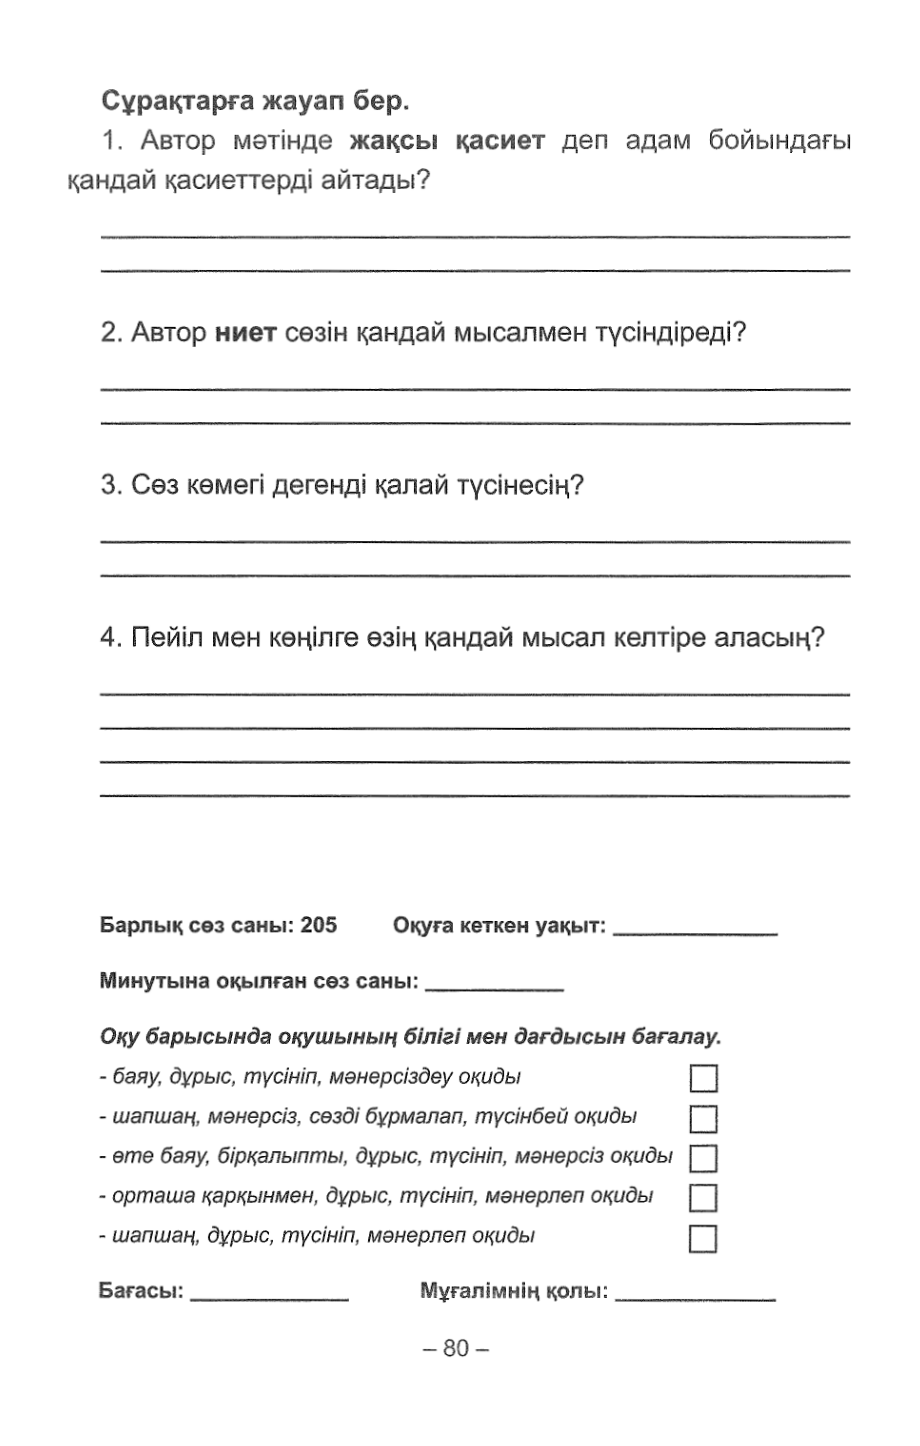 Сұрақтарға жауап бер.
1. Автор мәтінде жақсы қасиет деп адам бойындағы
қандай қасиеттерді айтады?
2. Автор ниет сөзін қандай мысалмен түсіндіреді?
3. Сөз көмегі дегенді қалай түсінесің?
4. Пейіл мен көңілге өзің қандай мысал келтіре аласың?
Барлық сөз саны: 205 Оқуға кеткен уақыт:
Минутына оқылған сөз саны:
Оқу барысында оқушының білігі мен дағдысын бағалау.
- баяу, дұрыс, түсініп, мәнерсіздеу оқиды
- шапшаң, мәнерсіз, сөзді бұрмалап, түсінбей оқиды
- өте баяу, бірқалыпты, дұрыс, түсініп, мәнерсіз оқиды
- орташа қарқынмен, дұрыс, түсініп, мәнерлеп оқиды
- шапшаң, дұрыс, түсініп, мәнерлеп оқиды
Бағасы: Мұғалімнің қолы:
– 80 –